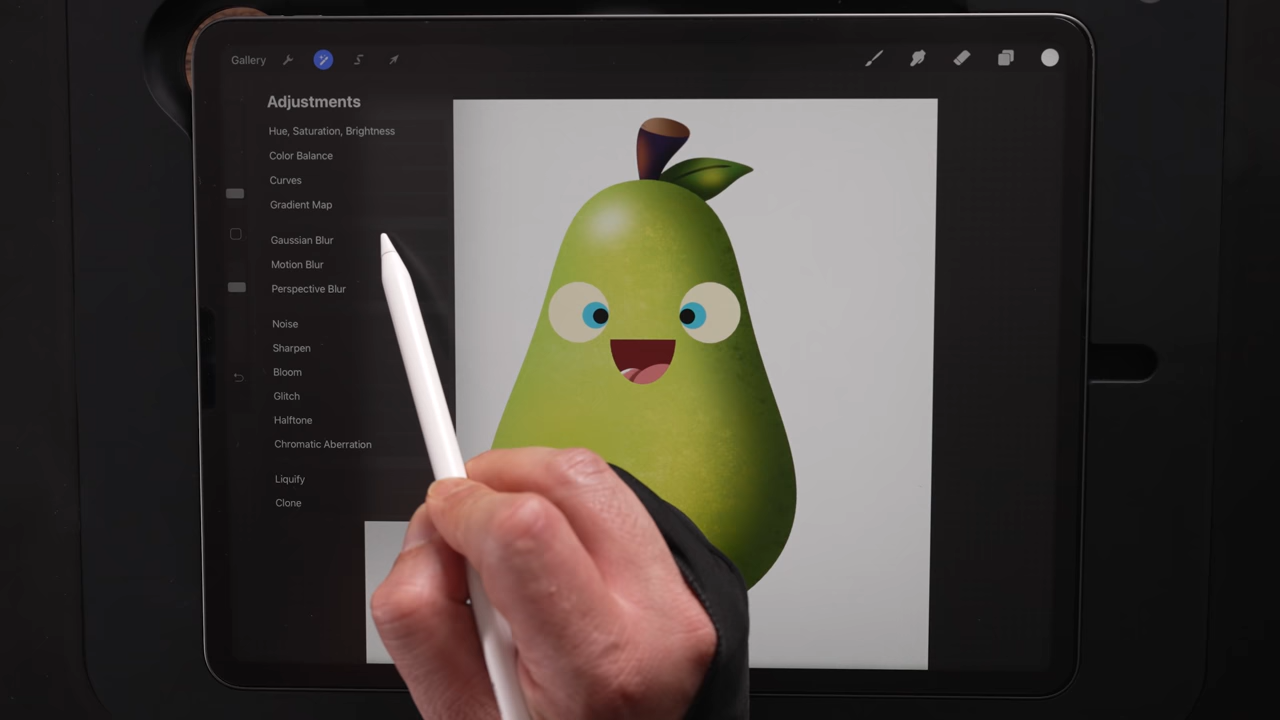 Gallery
Adjustments
Hue, Saturation, Brightness
Color Balance
Curves
Gradient Map
Gaussian Blur
Motion Blur
Perspective Blur
Noise
Sharpen
Bloom
Glitch
Halftone
Chromatic Aberration
Liquify
Clone